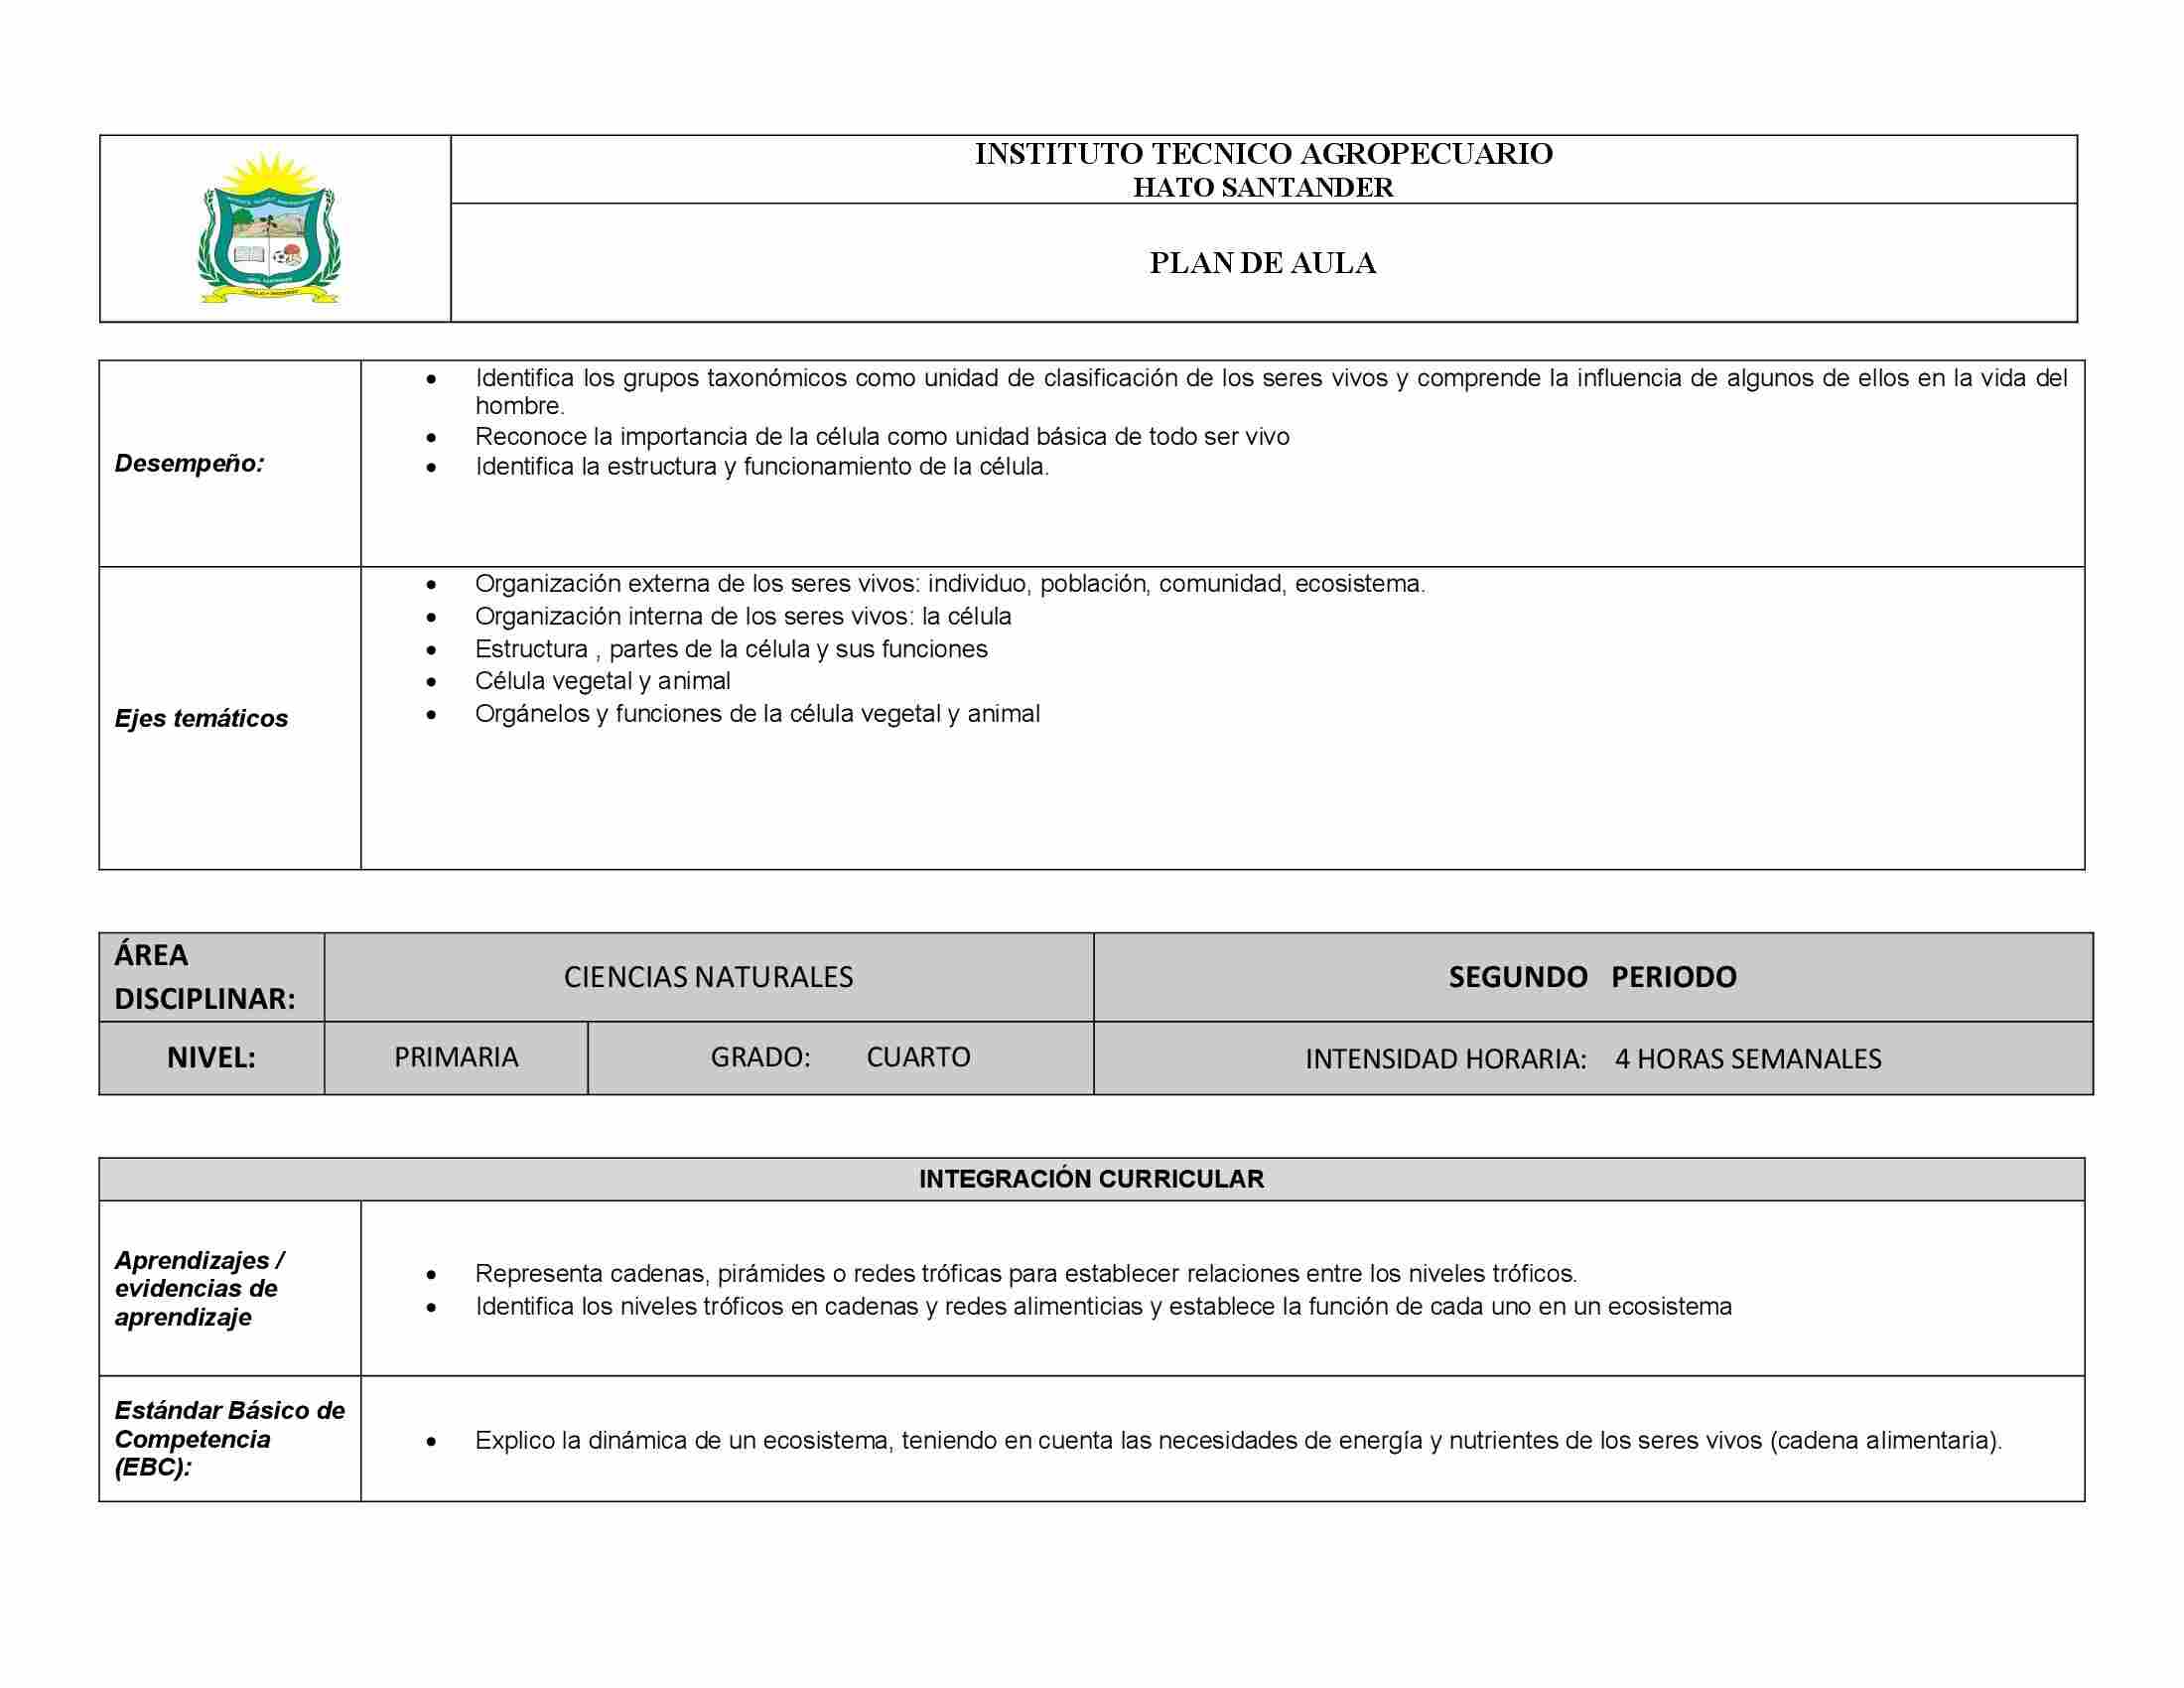 INSTITUTO TECNICO AGROPECUARIO
HATO SANTANDER
PLAN DE AULA
Desempeño:
• Identifica los grupos taxonómicos como unidad de clasificación de los seres vivos y comprende la influencia de algunos de ellos en la vida del
hombre.
• Reconoce la importancia de la célula como unidad básica de todo ser vivo
• Identifica la estructura y funcionamiento de la célula.
Ejes temáticos
• Organización externa de los seres vivos: individuo, población, comunidad, ecosistema.
• Organización interna de los seres vivos: la célula
• Estructura , partes de la célula y sus funciones
• Célula vegetal y animal
• Orgánelos y funciones de la célula vegetal y animal
ÁREA
DISCIPLINAR:
CIENCIAS NATURALES
SEGUNDO PERIODO
NIVEL:
PRIMARIA
GRADO: CUARTO
INTENSIDAD HORARIA: 4 HORAS SEMANALES
INTEGRACIÓN CURRICULAR
Aprendizajes /
evidencias de
aprendizaje
• Representa cadenas, pirámides o redes tróficas para establecer relaciones entre los niveles tróficos.
• Identifica los niveles tróficos en cadenas y redes alimenticias y establece la función de cada uno en un ecosistema
Estándar Básico de
Competencia
(EBC):
• Explico la dinámica de un ecosistema, teniendo en cuenta las necesidades de energía y nutrientes de los seres vivos (cadena alimentaria).